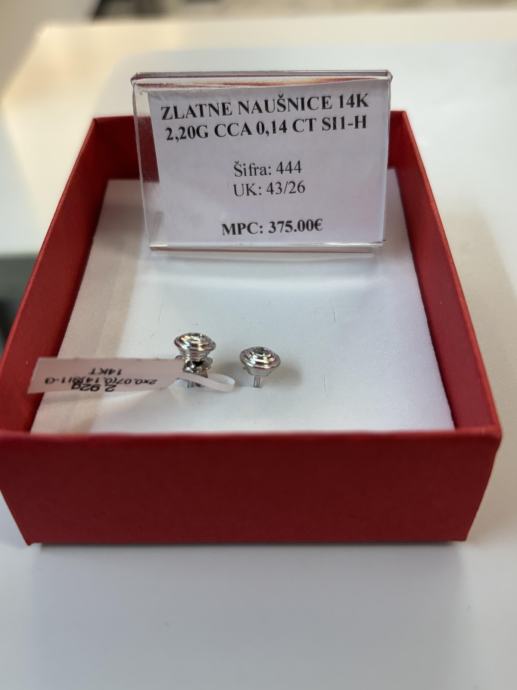 ZLATNE NAUŠNICE 14K
2,20G CCA 0,14 CT SI1-H
Šifra: 444
UK: 43/26
MPC: 375.00€
14KT